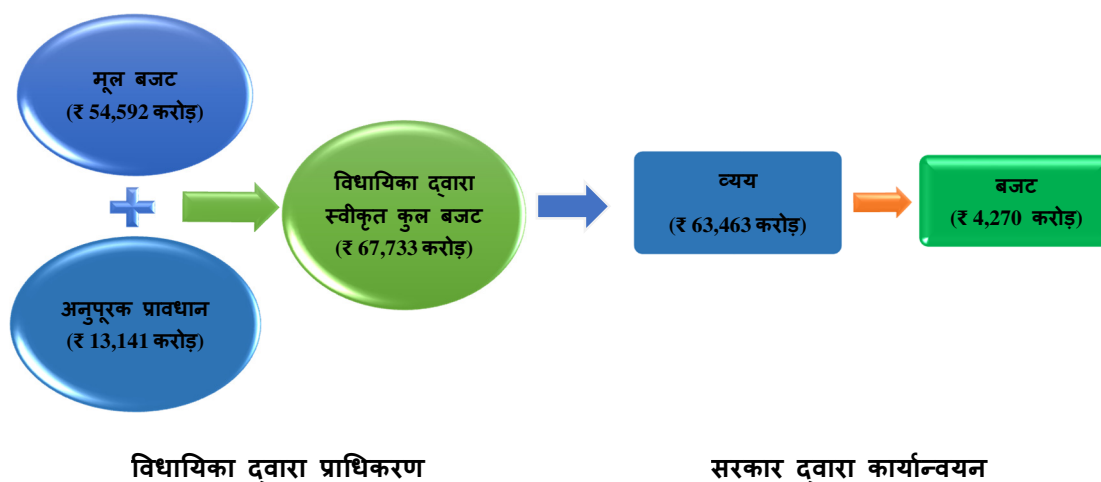 मूल बजट
(₹ 54,592 करोड़)
अनुपूरक प्रावधान
(₹ 13,141 करोड़)
विधायिका द्वारा
स्वीकृत कुल बजट
(₹ 67,733 करोड़)
व्यय
(₹ 63,463 करोड़)
बजट
(₹ 4,270 करोड़)
विधायिका द्वारा प्राधिकरण
सरकार द्वारा कार्यान्वयन